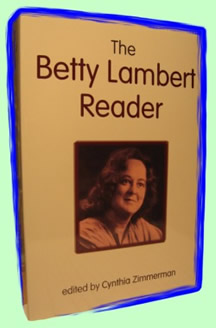 The
Betty Lambert
Reader
edited by Cynthia Zimmerman